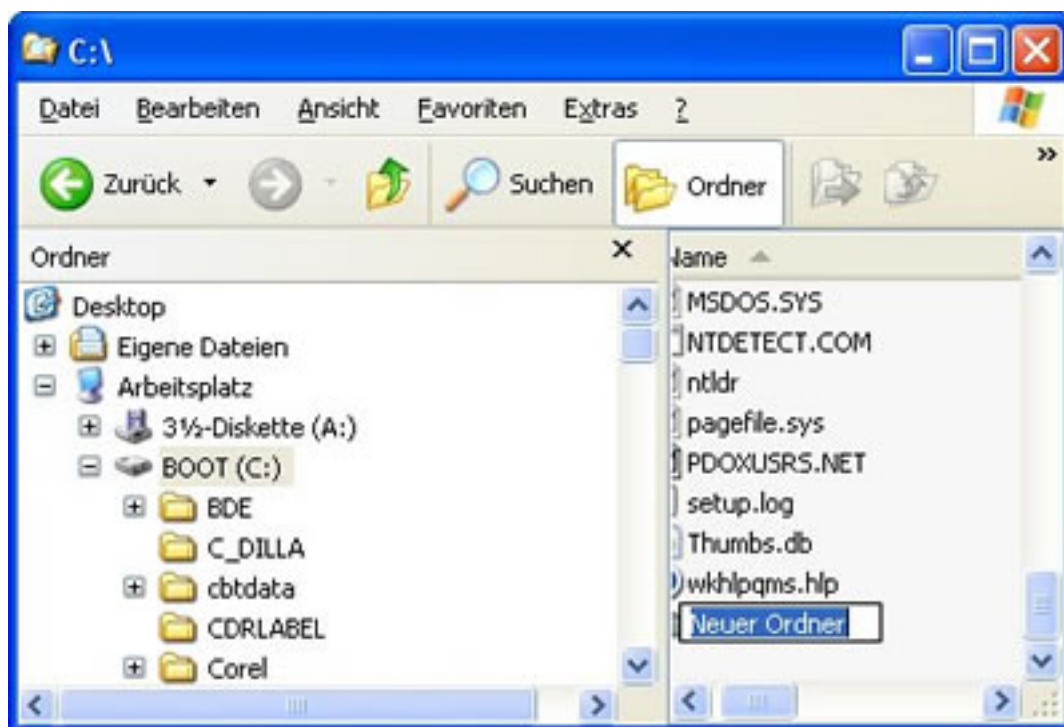 C:\
Datei Bearbeiten Ansicht Favoriten Extras ?
Zurück Suchen Ordner »
Ordner
Desktop
Eigene Dateien
Arbeitsplatz
3½-Diskette (A:)
BOOT (C:)
BDE
C_DILLA
cbtdata
CDRLABEL
Corel
Name
MSDOS.SYS
NTDETECT.COM
ntldr
pagefile.sys
PDOXUSRS.NET
setup.log
Thumbs.db
wkhlpqms.hlp
Neuer Ordner